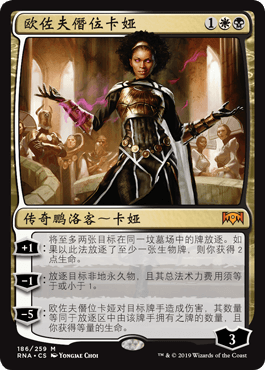 欧佐夫僭位卡娅 1
传奇鹏洛客～卡娅
+1: 将至多两张目标在同一坟墓场中的牌放逐。如
果以此法放逐了至少一张生物牌,则你获得2
点生命。
-1: 放逐目标非地永久物,且其总法术力费用须等
于或小于1。
-5: 欧佐夫僭位卡娅对目标牌手造成伤害,其数量
等同于放逐区中由该牌手拥有之牌的数量,且
你获得等量的生命。
3
186/259 M
RNA • CS YONGJAE CHOI
™ & © 2019 Wizards of the Coast